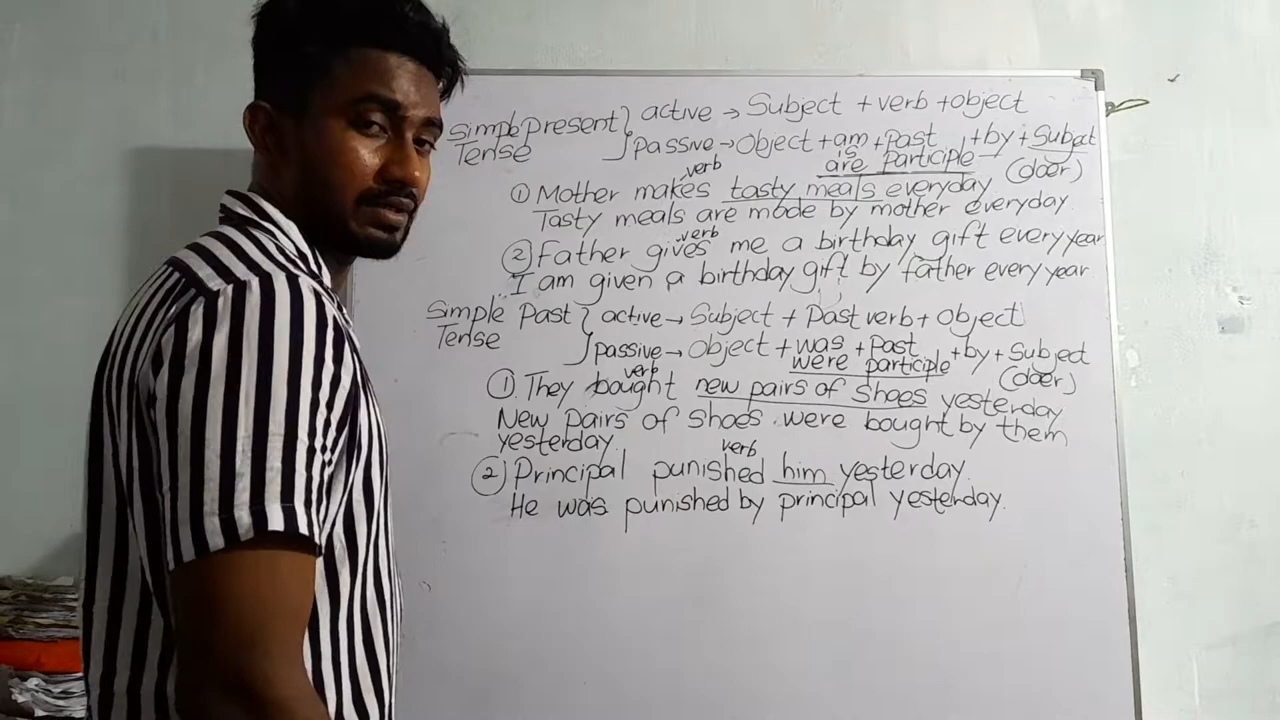 Simple Present Tense } active → Subject + verb + object
Passive → Object + am is are + Past participle + by + Subject (doer)
verb
① Mother makes tasty meals everyday
Tasty meals are made by mother everyday
verb
② Father gives me a birthday gift every year
I am given a birthday gift by father every year
Simple Past Tense } active → Subject + Past verb + Object
passive → Object + was were + Past participle + by + Subject (doer)
verb
① They bought new pairs of shoes yesterday
New Pairs of Shoes were bought by them
yesterday.
verb
② Principal punished him yesterday.
He was punished by principal yesterday.